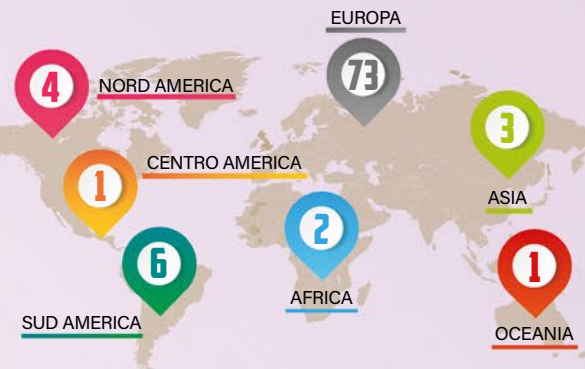 EUROPA
73
4
NORD AMERICA
3
ASIA
1
CENTRO AMERICA
2
AFRICA
6
SUD AMERICA
1
OCEANIA